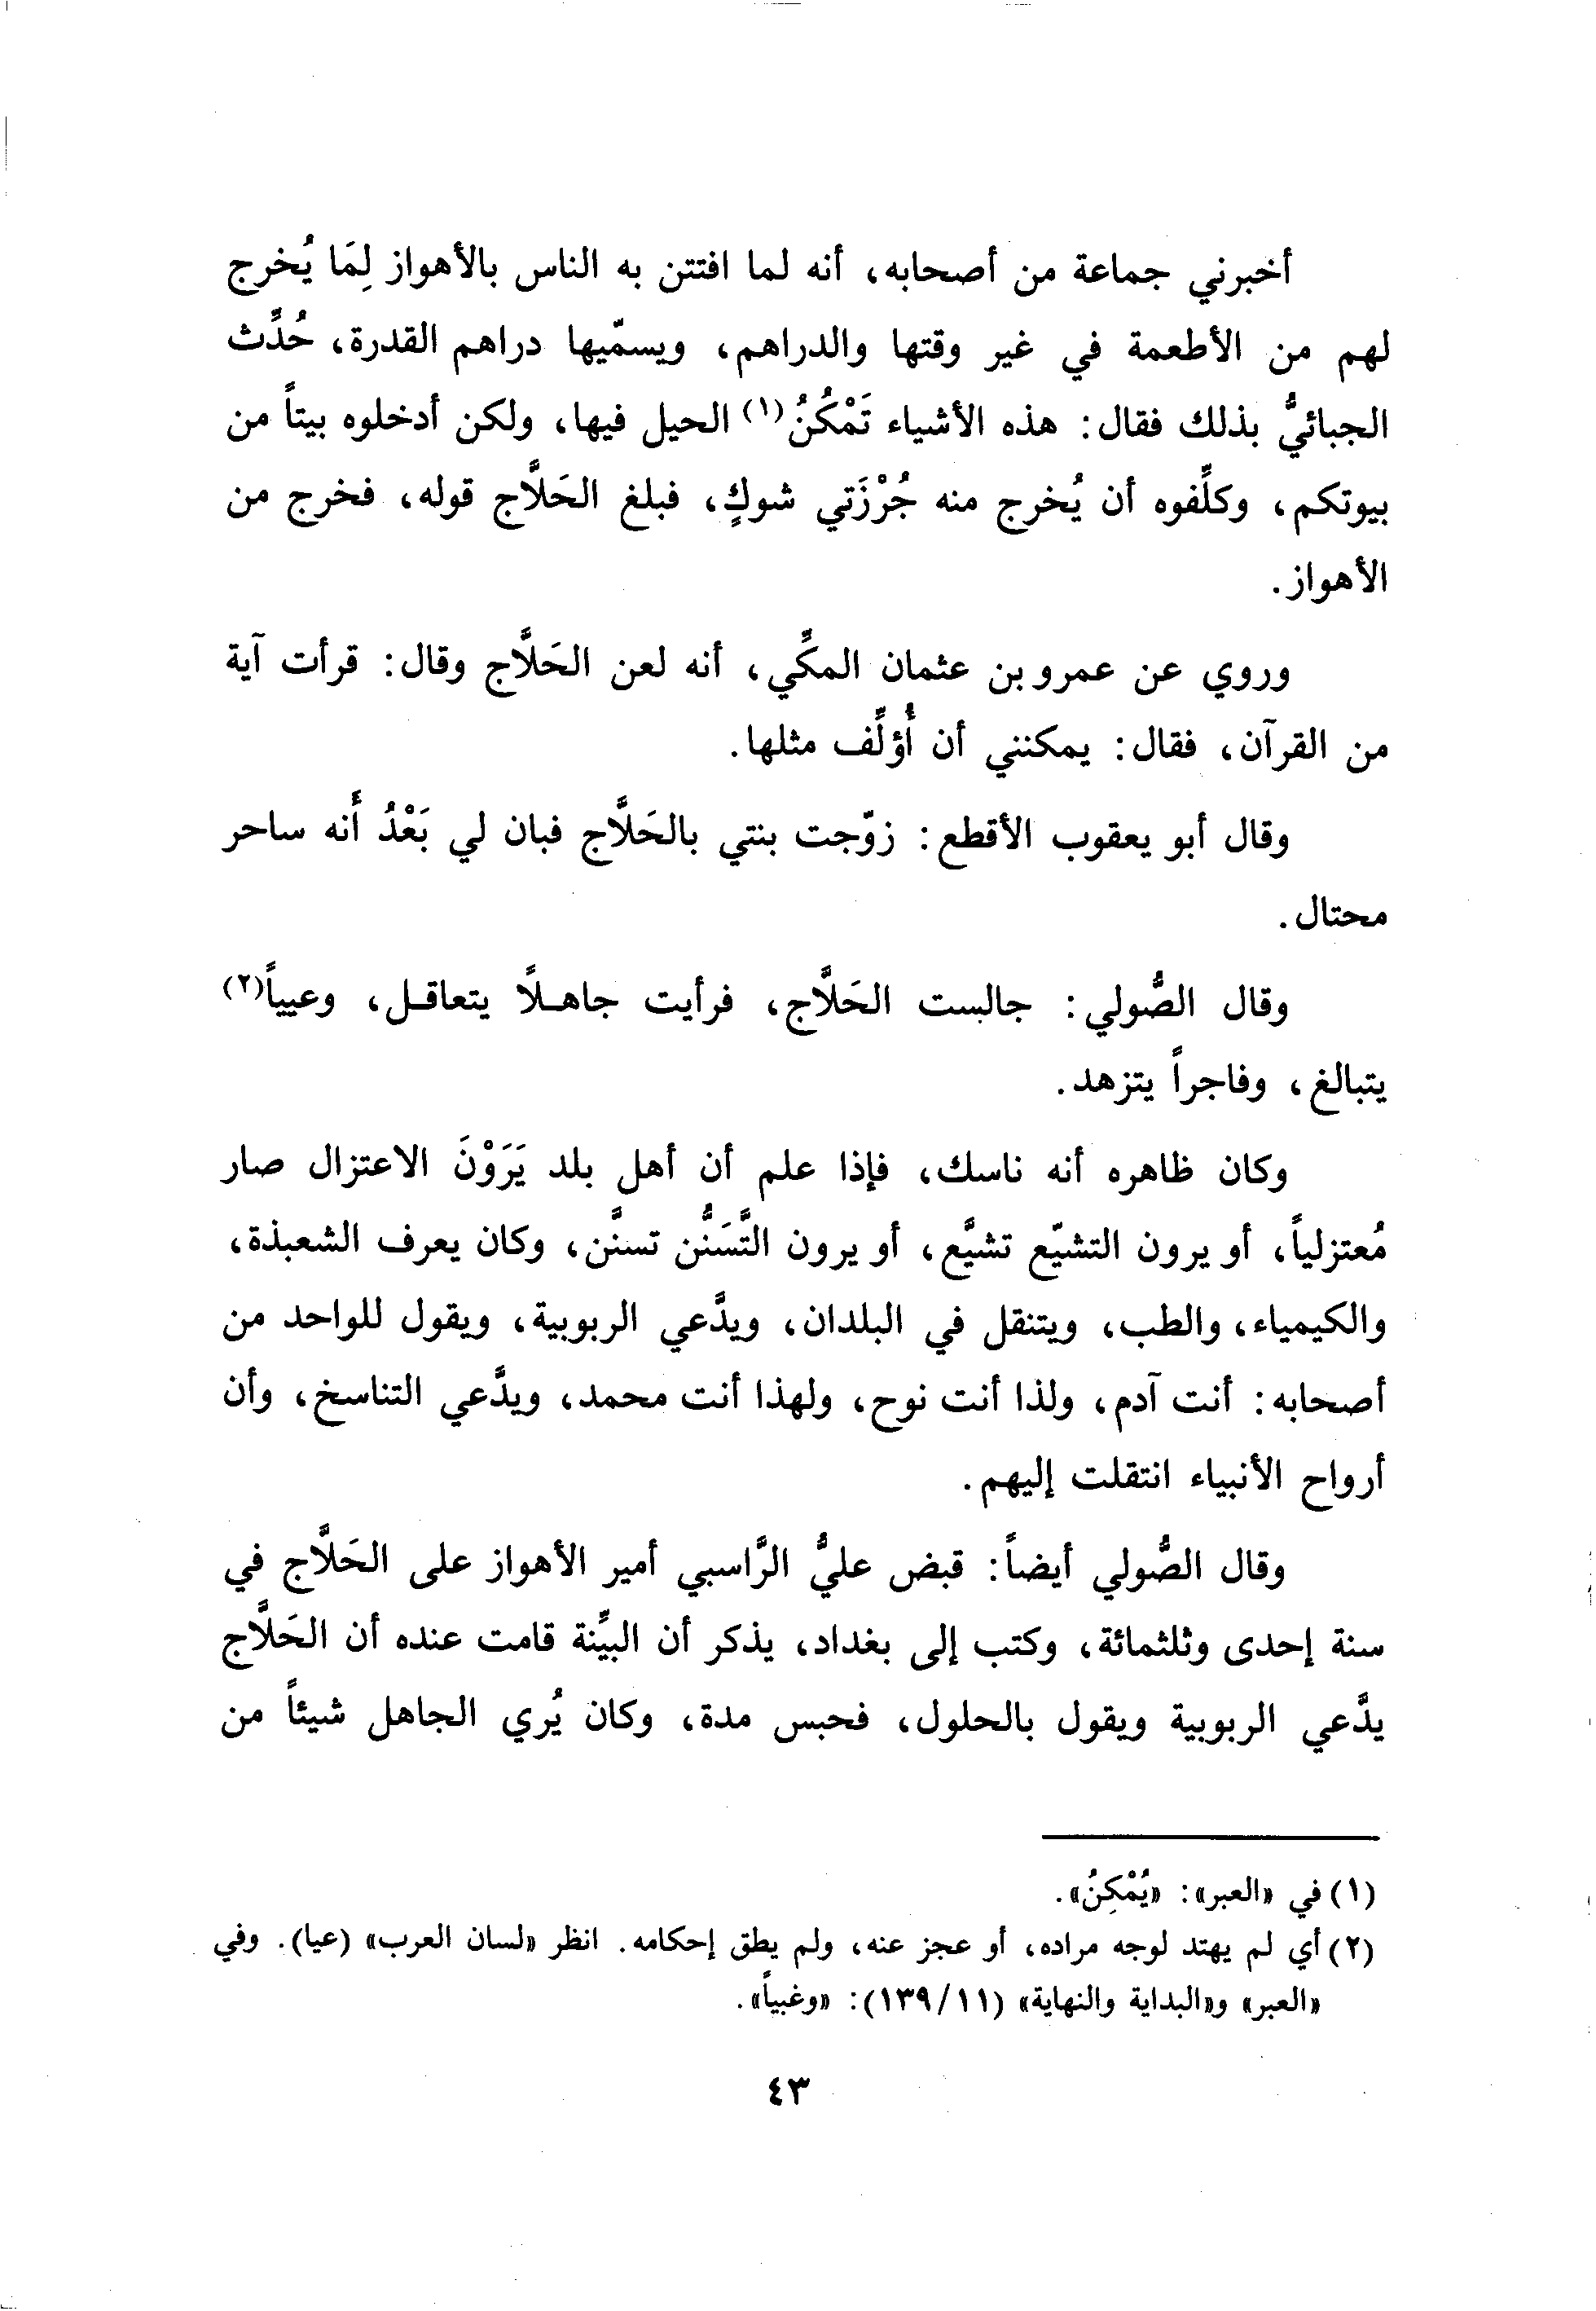 أخبرني جماعة من أصحابه، أنه لما افتتن به الناس بالأهواز لِمَا يُخرج
لهم من الأطعمة في غير وقتها والدراهم، ويسمّيها دراهم القدرة، حُدِّث
الجبائيُّ بذلك فقال: هذه الأشياء تَمْكُنُ(١) الحيل فيها، ولكن أدخلوه بيتاً من
بيوتكم، وكلِّفوه أن يُخرج منه جُرْزَتي شوكٍ، فبلغ الحَلَّاج قوله، فخرج من
الأهواز.
وروي عن عمرو بن عثمان المكِّي، أنه لعن الحَلَّاج وقال: قرأت آية
من القرآن، فقال: يمكنني أن أُؤلِّف مثلها.
وقال أبو يعقوب الأقطع: زوّجت بنتي بالحَلَّاج فبان لي بَعْدُ أَنه ساحر
محتال.
وقال الصُّولي: جالست الحَلَّاج، فرأيت جاهـلاً يتعاقـل، وعيياً(٢)
يتبالغ، وفاجراً يتزهد.
وكان ظاهره أنه ناسك، فإذا علم أن أهل بلد يَرَوْنَ الاعتزال صار
مُعتزلياً، أو يرون التشيّع تشيَّع، أو يرون التَّسَنُّن تسنَّن، وكان يعرف الشعبذة،
والكيمياء، والطب، ويتنقل في البلدان، ويدَّعي الربوبية، ويقول للواحد من
أصحابه: أنت آدم، ولذا أنت نوح، ولهذا أنت محمد، ويدَّعي التناسخ، وأن
أرواح الأنبياء انتقلت إليهم.
وقال الصُّولي أيضاً: قبض عليُّ الرَّاسبي أمير الأهواز على الحَلَّاج في
سنة إحدى وثلثمائة، وكتب إلى بغداد، يذكر أن البيِّنة قامت عنده أن الحَلَّاج
يدَّعي الربوبية ويقول بالحلول، فحبس مدة، وكان يُري الجاهل شيئاً من
(١) في «العبر»: «يُمْكِنُ».
(٢) أي لم يهتد لوجه مراده، أو عجز عنه، ولم يطق إحكامه. انظر «لسان العرب» (عيا). وفي
«العبر» و«البداية والنهاية» (١٣٩/١١): «وغبياً».
٤٣